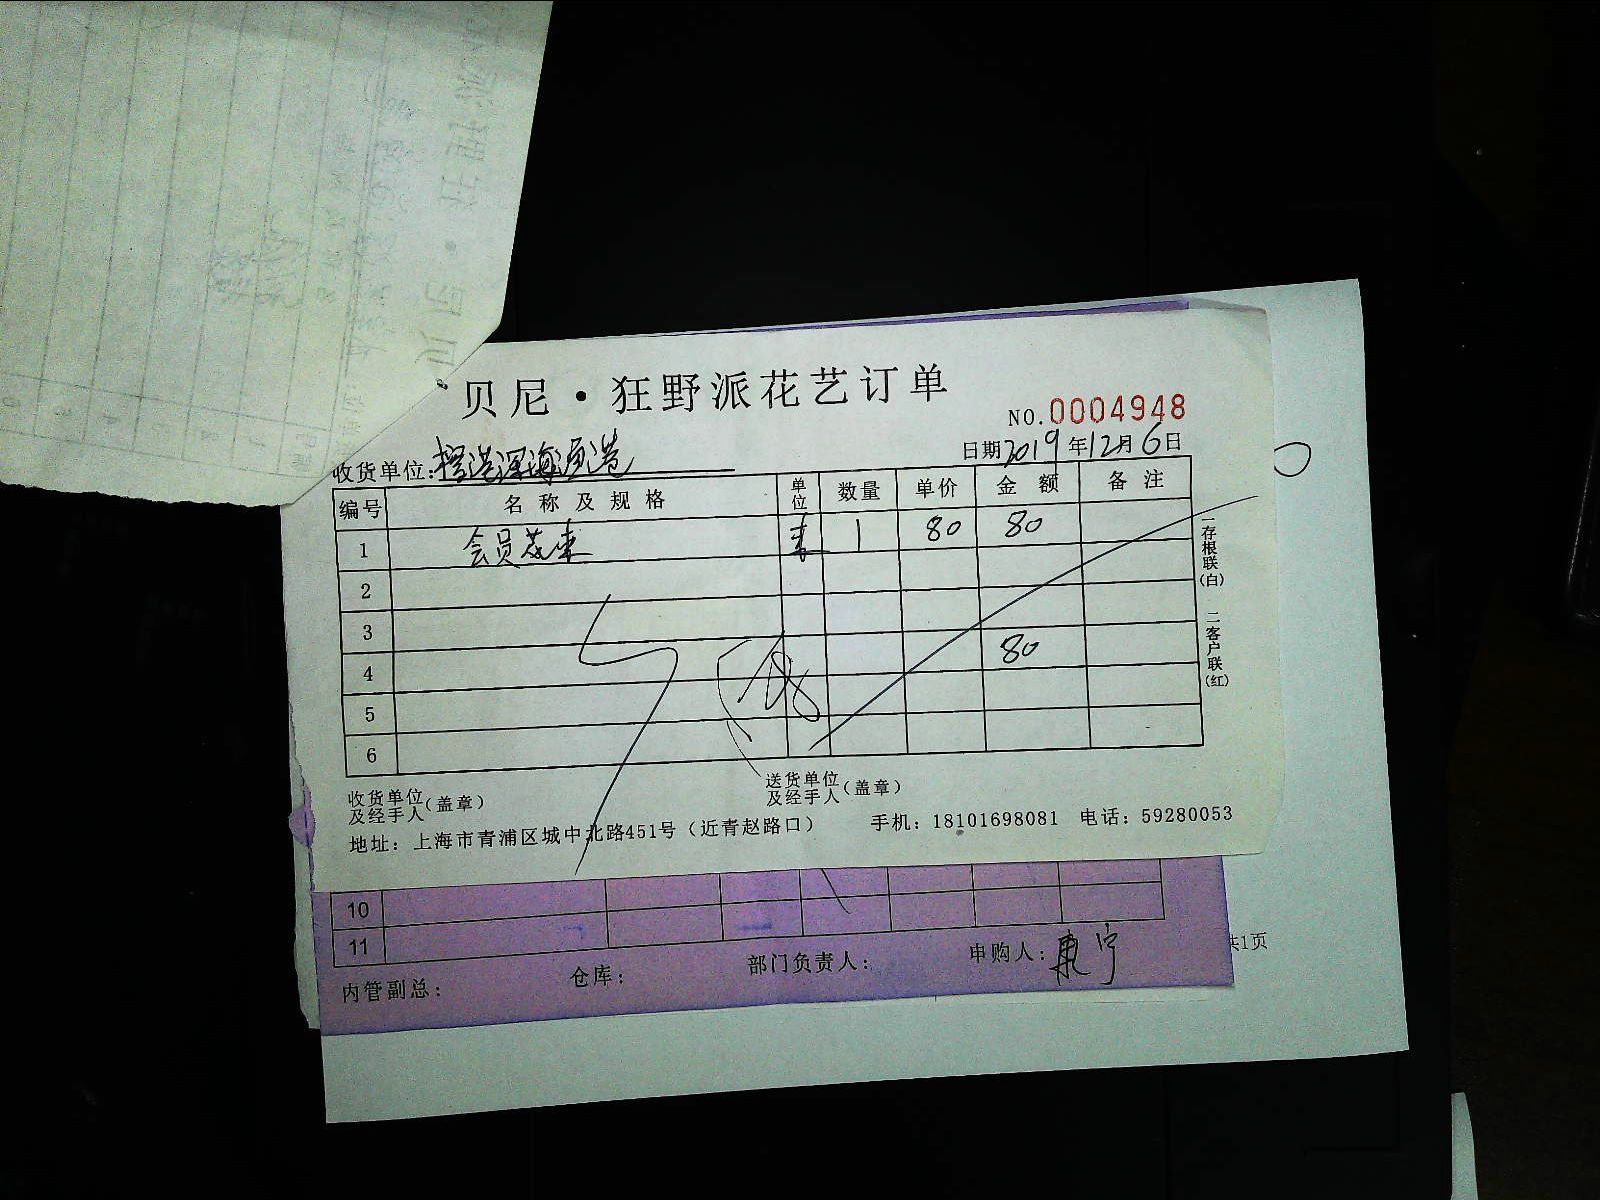 贝尼·狂野派花艺订单
NO.0004948
日期2019年12月6日
收货单位:
编号 名称及规格 单位 数量 单价 金额 备注
1 会员花束 束 1 80 80
2
3
4 80
5
6
一存根联(白) 二客户联(红)
收货单位及经手人(盖章) 送货单位及经手人(盖章)
地址:上海市青浦区城中北路451号(近青赵路口) 手机:18101698081 电话:59280053
10
11
内管副总: 仓库: 部门负责人: 申购人:
共1页